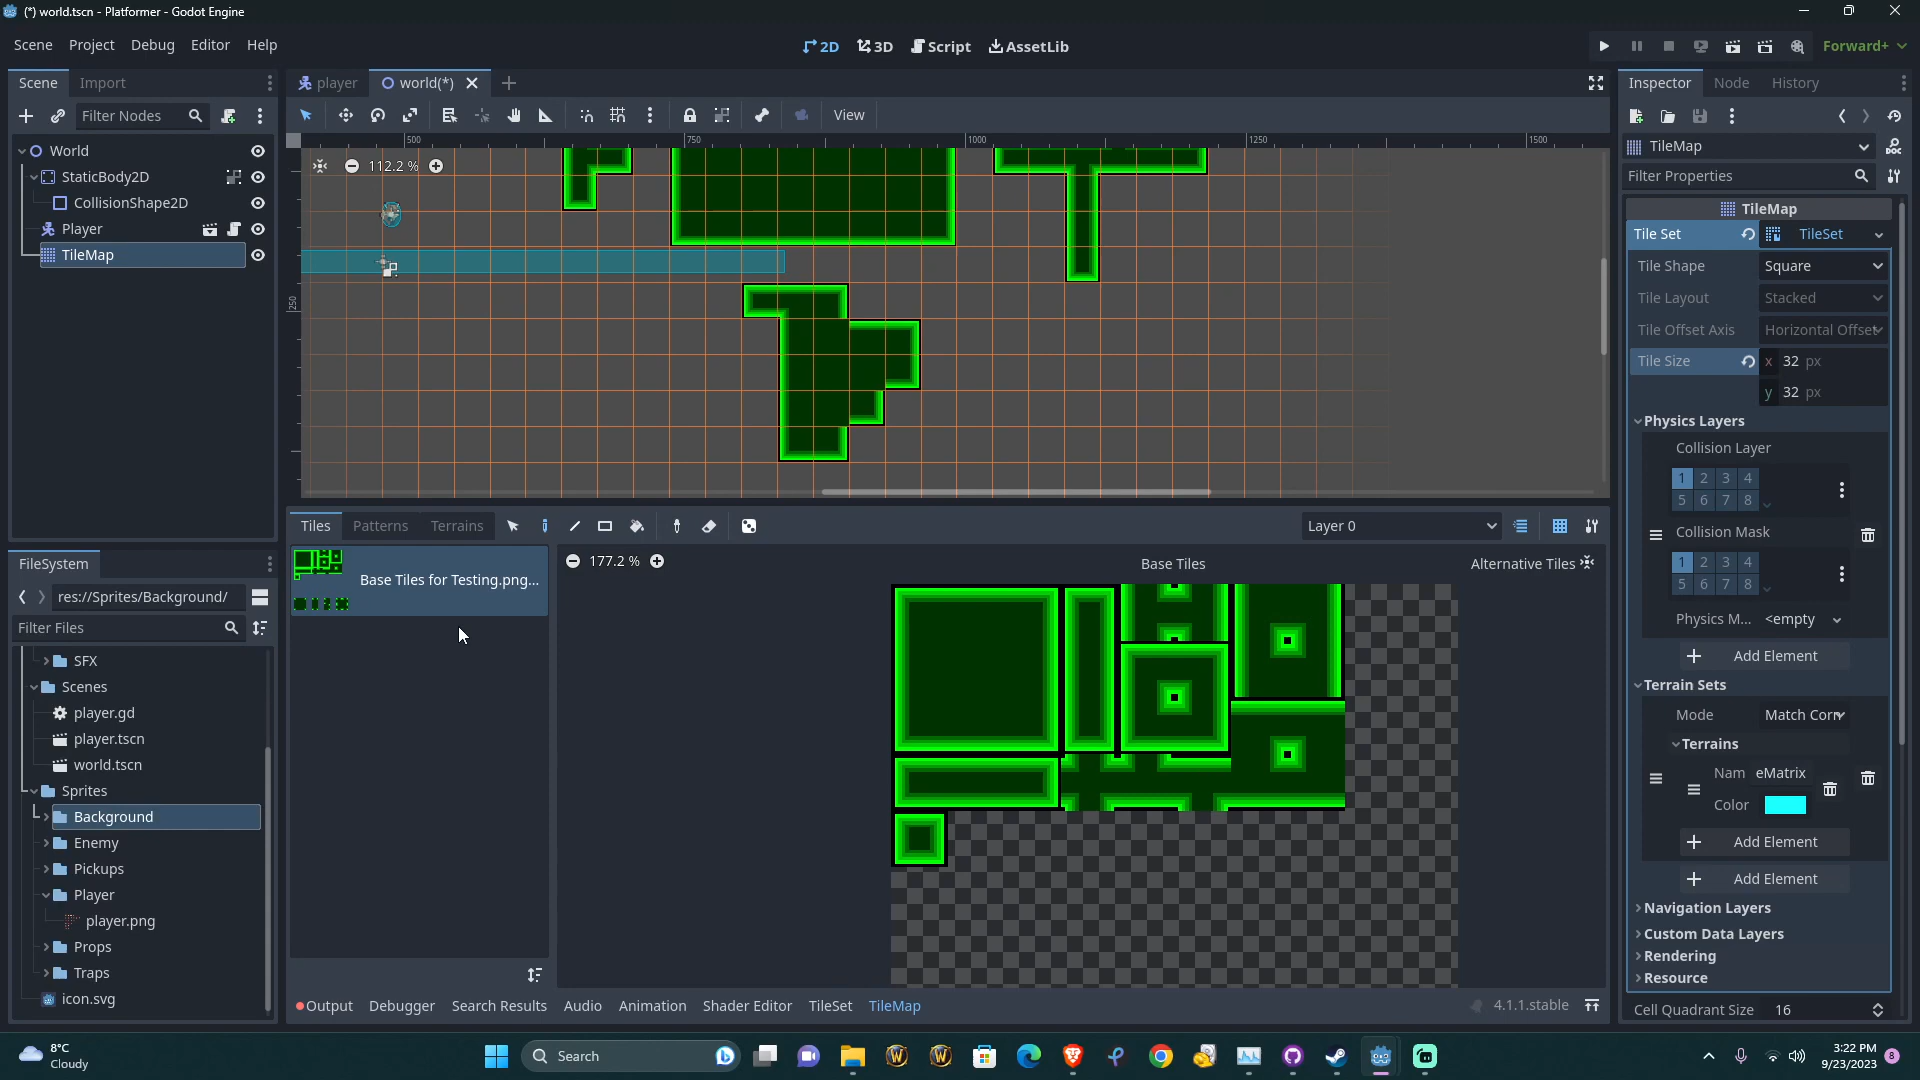 (*) world.tscn - Platformer - Godot Engine
Scene Project Debug Editor Help
2D 3D Script AssetLib
Forward+
Scene Import
player world(*)
Inspector Node History
Filter Nodes
View
World
StaticBody2D
CollisionShape2D
Player
TileMap
500 750 1000 1250 1500
112.2 %
250
TileMap
Filter Properties
TileMap
Tile Set TileSet
Tile Shape Square
Tile Layout Stacked
Tile Offset Axis Horizontal Offset
Tile Size x 32 px
y 32 px
Physics Layers
Collision Layer
1 2 3 4
5 6 7 8
Collision Mask
1 2 3 4
5 6 7 8
Physics M... <empty
Add Element
Terrain Sets
Mode Match Corn
Terrains
Nam eMatrix
Color
Add Element
Add Element
Navigation Layers
Custom Data Layers
Rendering
Resource
Cell Quadrant Size 16
Tiles Patterns Terrains
Layer 0
Base Tiles for Testing.png...
177.2 %
Base Tiles
Alternative Tiles
FileSystem
res://Sprites/Background/
Filter Files
SFX
Scenes
player.gd
player.tscn
world.tscn
Sprites
Background
Enemy
Pickups
Player
player.png
Props
Traps
icon.svg
Output Debugger Search Results Audio Animation Shader Editor TileSet TileMap
4.1.1.stable
8°C
Cloudy
Search
3:22 PM
9/23/2023
8